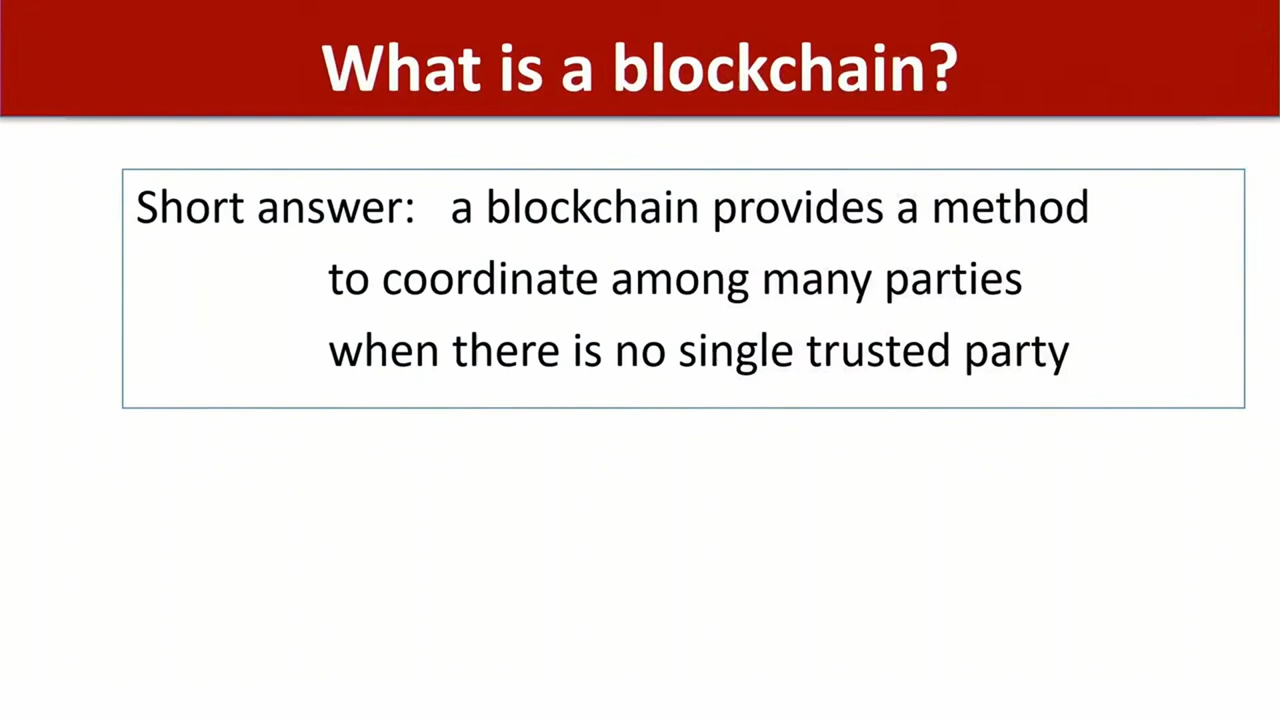 What is a blockchain?
Short answer: a blockchain provides a method
to coordinate among many parties
when there is no single trusted party